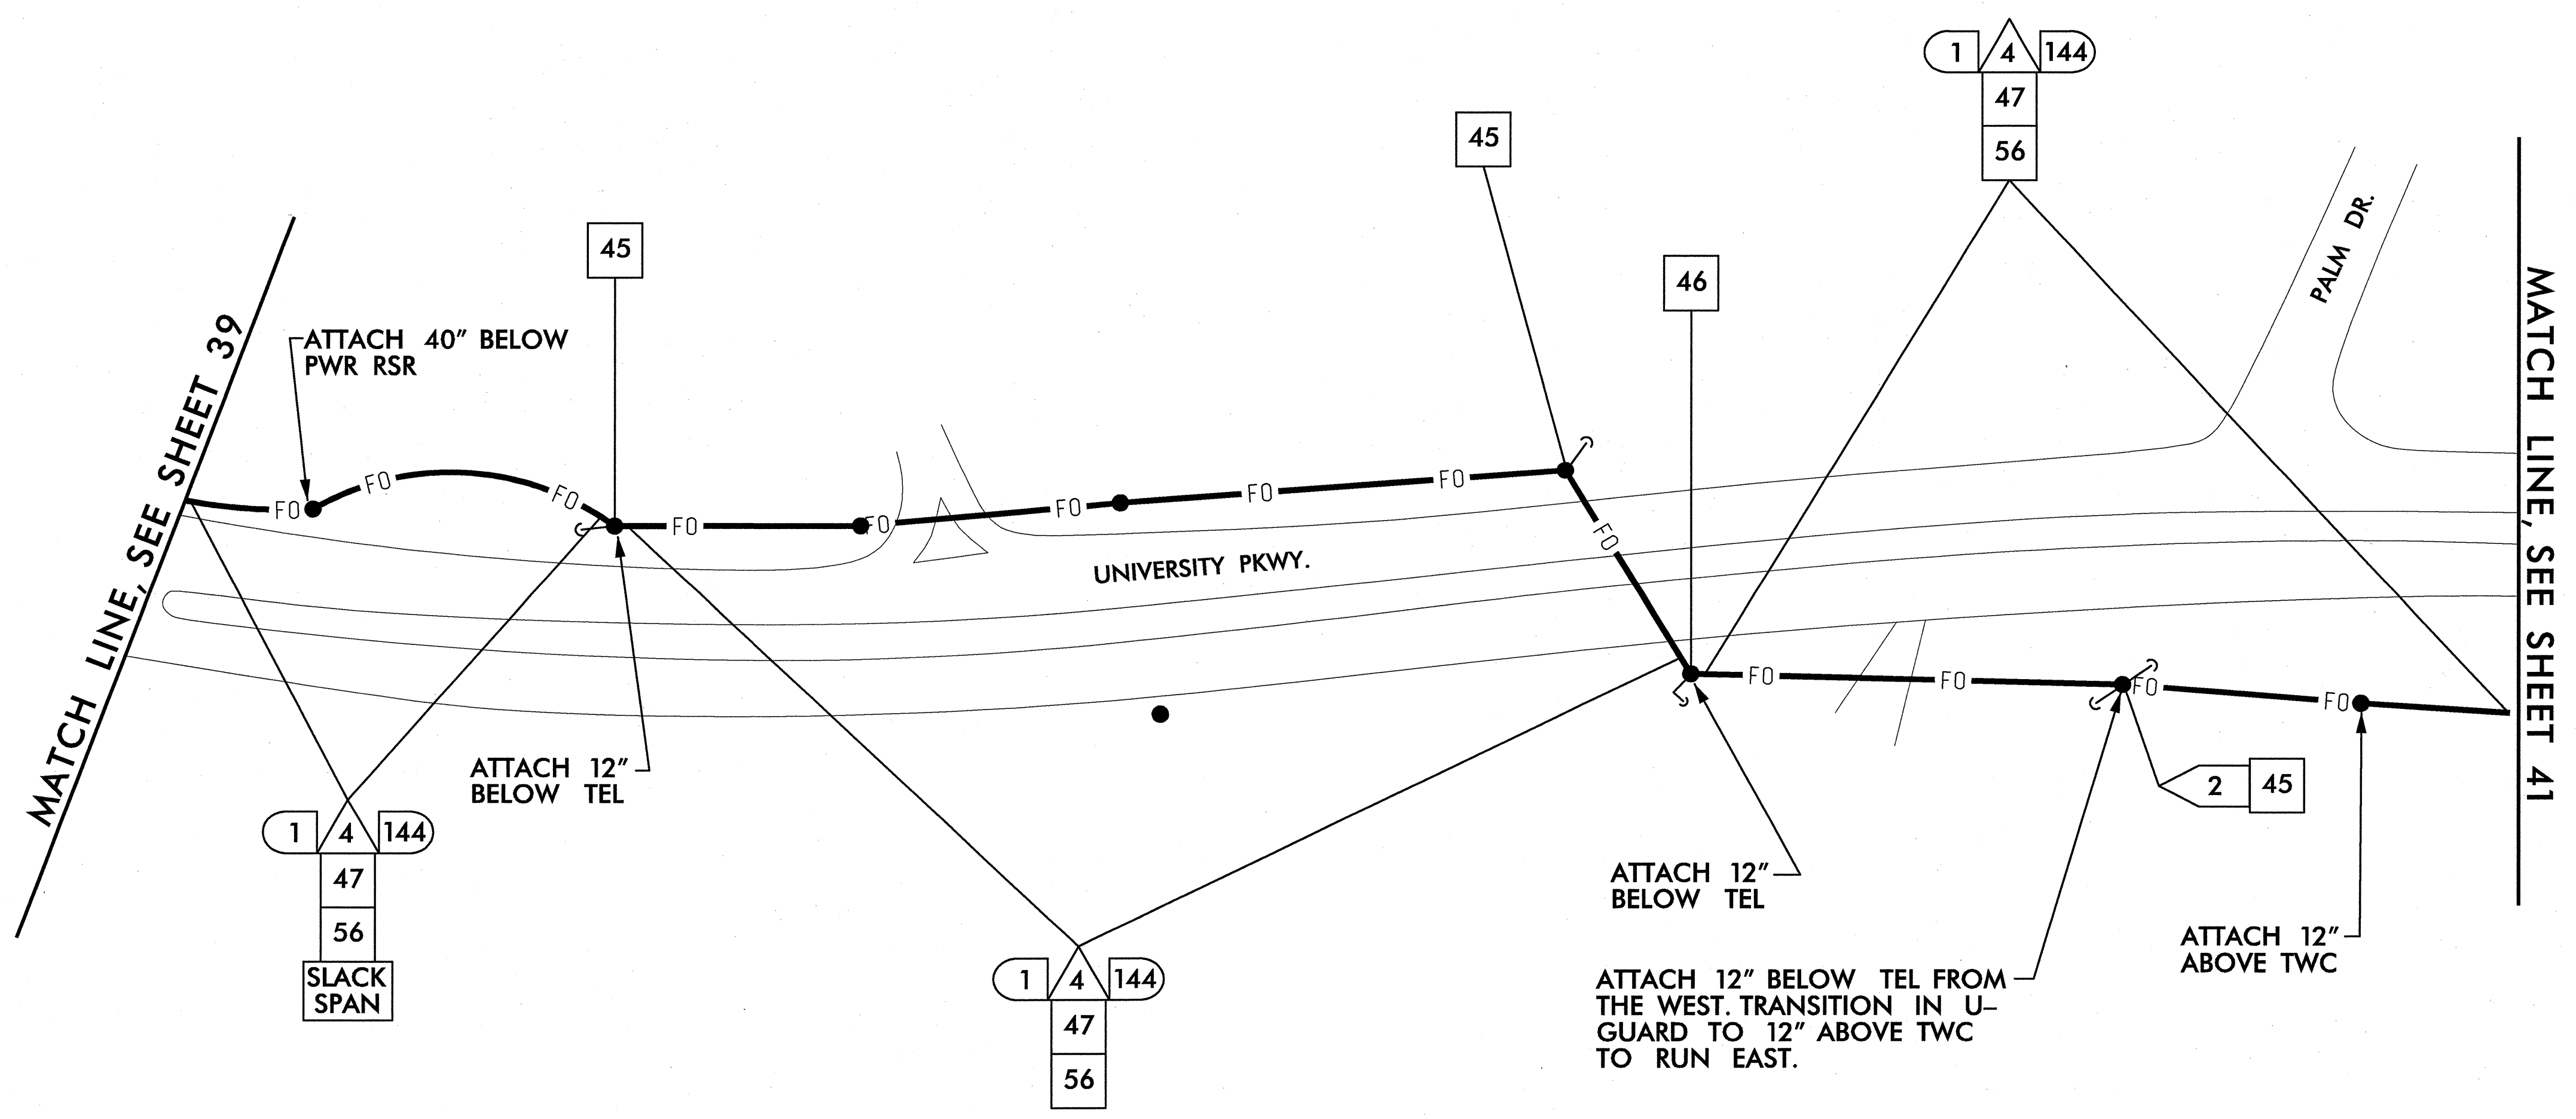 1 4 144
47
56
45
45
46
PALM DR.
MATCH LINE, SEE SHEET 39
MATCH LINE, SEE SHEET 41
ATTACH 40" BELOW
PWR RSR
FO
FO
FO
FO
FO
FO
FO
FO
FO
FO
FO
FO
FO
UNIVERSITY PKWY.
ATTACH 12"
BELOW TEL
2 45
1 4 144
47
56
SLACK
SPAN
ATTACH 12"
BELOW TEL
ATTACH 12"
ABOVE TWC
1 4 144
47
56
ATTACH 12" BELOW TEL FROM
THE WEST. TRANSITION IN U-
GUARD TO 12" ABOVE TWC
TO RUN EAST.